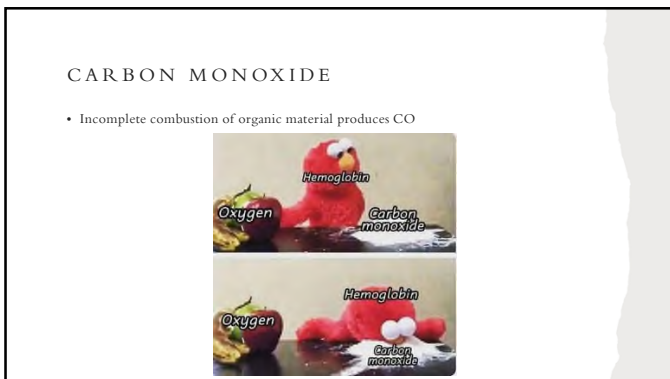 CARBON MONOXIDE
• Incomplete combustion of organic material produces CO
Hemoglobin
Oxygen
Carbon
monoxide
Hemoglobin
Oxygen
Carbon
monoxide